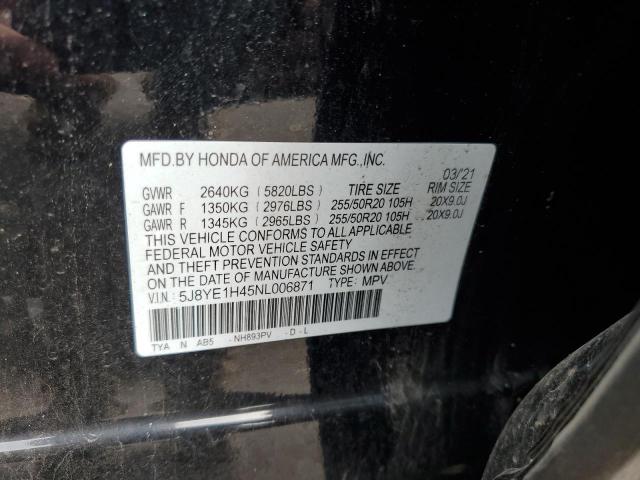 MFD.BY HONDA OF AMERICA MFG.,INC.
03/21
GVWR 2640KG (5820LBS) TIRE SIZE RIM SIZE
GAWR F 1350KG (2976LBS) 255/50R20 105H 20X9.0J
GAWR R 1345KG (2965LBS) 255/50R20 105H 20X9.0J
THIS VEHICLE CONFORMS TO ALL APPLICABLE
FEDERAL MOTOR VEHICLE SAFETY
AND THEFT PREVENTION STANDARDS IN EFFECT
ON THE DATE OF MANUFACTURE SHOWN ABOVE.
V.I.N: 5J8YE1H45NL006871 TYPE: MPV
TYA N AB5 -NH893PV -D-L